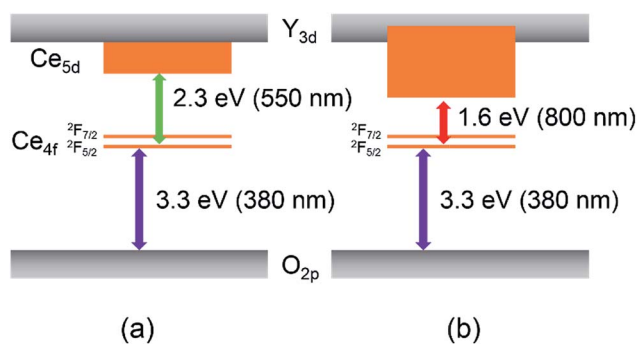 Y3d
Ce5d
2.3 eV (550 nm)
1.6 eV (800 nm)
Ce4f
2F7/2
2F5/2
2F7/2
2F5/2
3.3 eV (380 nm)
3.3 eV (380 nm)
O2p
(a)
(b)